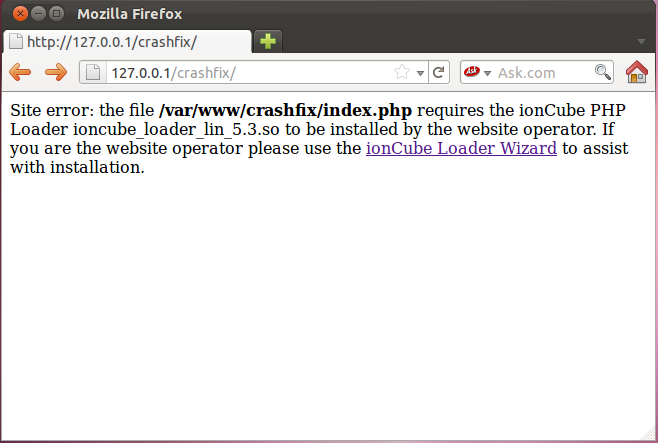 Mozilla Firefox
http://127.0.0.1/crashfix/
127.0.0.1/crashfix/
Ask
Ask.com
Site error: the file /var/www/crashfix/index.php requires the ionCube PHP
Loader ioncube_loader_lin_5.3.so to be installed by the website operator. If
you are the website operator please use the ionCube Loader Wizard to assist
with installation.